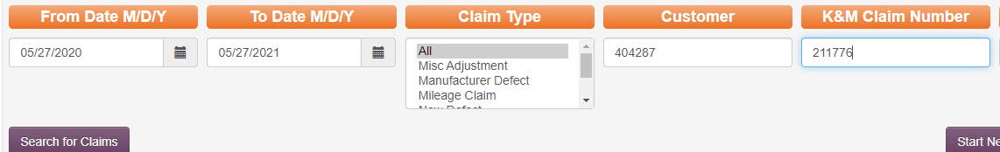 From Date M/D/Y
To Date M/D/Y
Claim Type
Customer
K&M Claim Number
05/27/2020
05/27/2021
All
Misc Adjustment
Manufacturer Defect
Mileage Claim
404287
211776
Search for Claims
Start Ne